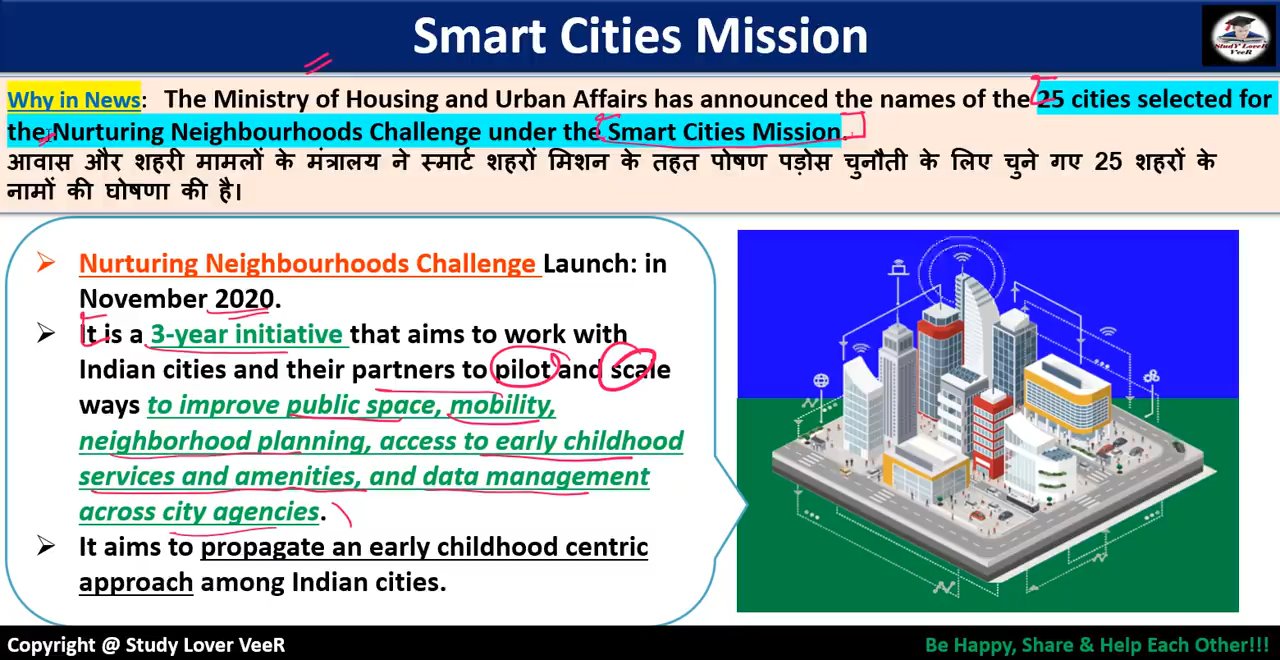 Smart Cities Mission
StudY LoveR
VeeR
Why in News: The Ministry of Housing and Urban Affairs has announced the names of the 25 cities selected for
the Nurturing Neighbourhoods Challenge under the Smart Cities Mission.
आवास और शहरी मामलों के मंत्रालय ने स्मार्ट शहरों मिशन के तहत पोषण पड़ोस चुनौती के लिए चुने गए 25 शहरों के
नामों की घोषणा की है।
Nurturing Neighbourhoods Challenge Launch: in
November 2020.
It is a 3-year initiative that aims to work with
Indian cities and their partners to pilot and scale
ways to improve public space, mobility,
neighborhood planning, access to early childhood
services and amenities, and data management
across city agencies.
It aims to propagate an early childhood centric
approach among Indian cities.
Copyright @ Study Lover VeeR
Be Happy, Share & Help Each Other!!!